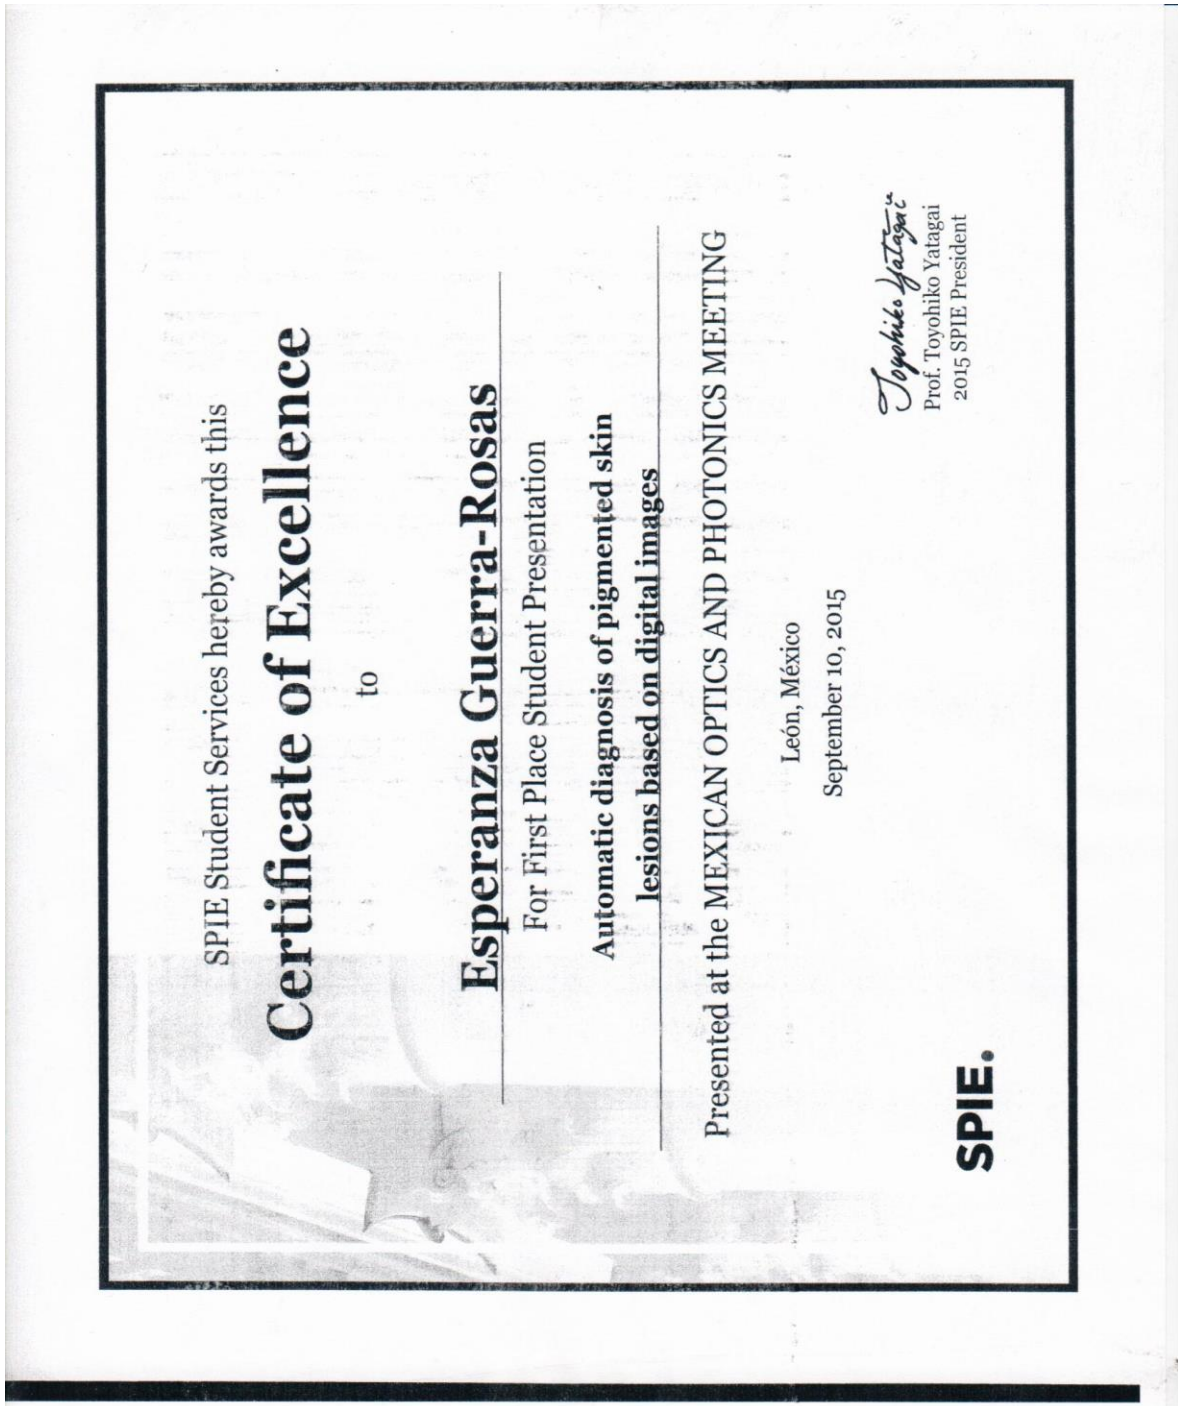 SPIE Student Services hereby awards this
Certificate of Excellence
to
Esperanza Guerra-Rosas
For First Place Student Presentation
Automatic diagnosis of pigmented skin
lesions based on digital images
Presented at the MEXICAN OPTICS AND PHOTONICS MEETING
León, México
September 10, 2015
Toyohiko Yatagai
Prof. Toyohiko Yatagai
2015 SPIE President
SPIE.